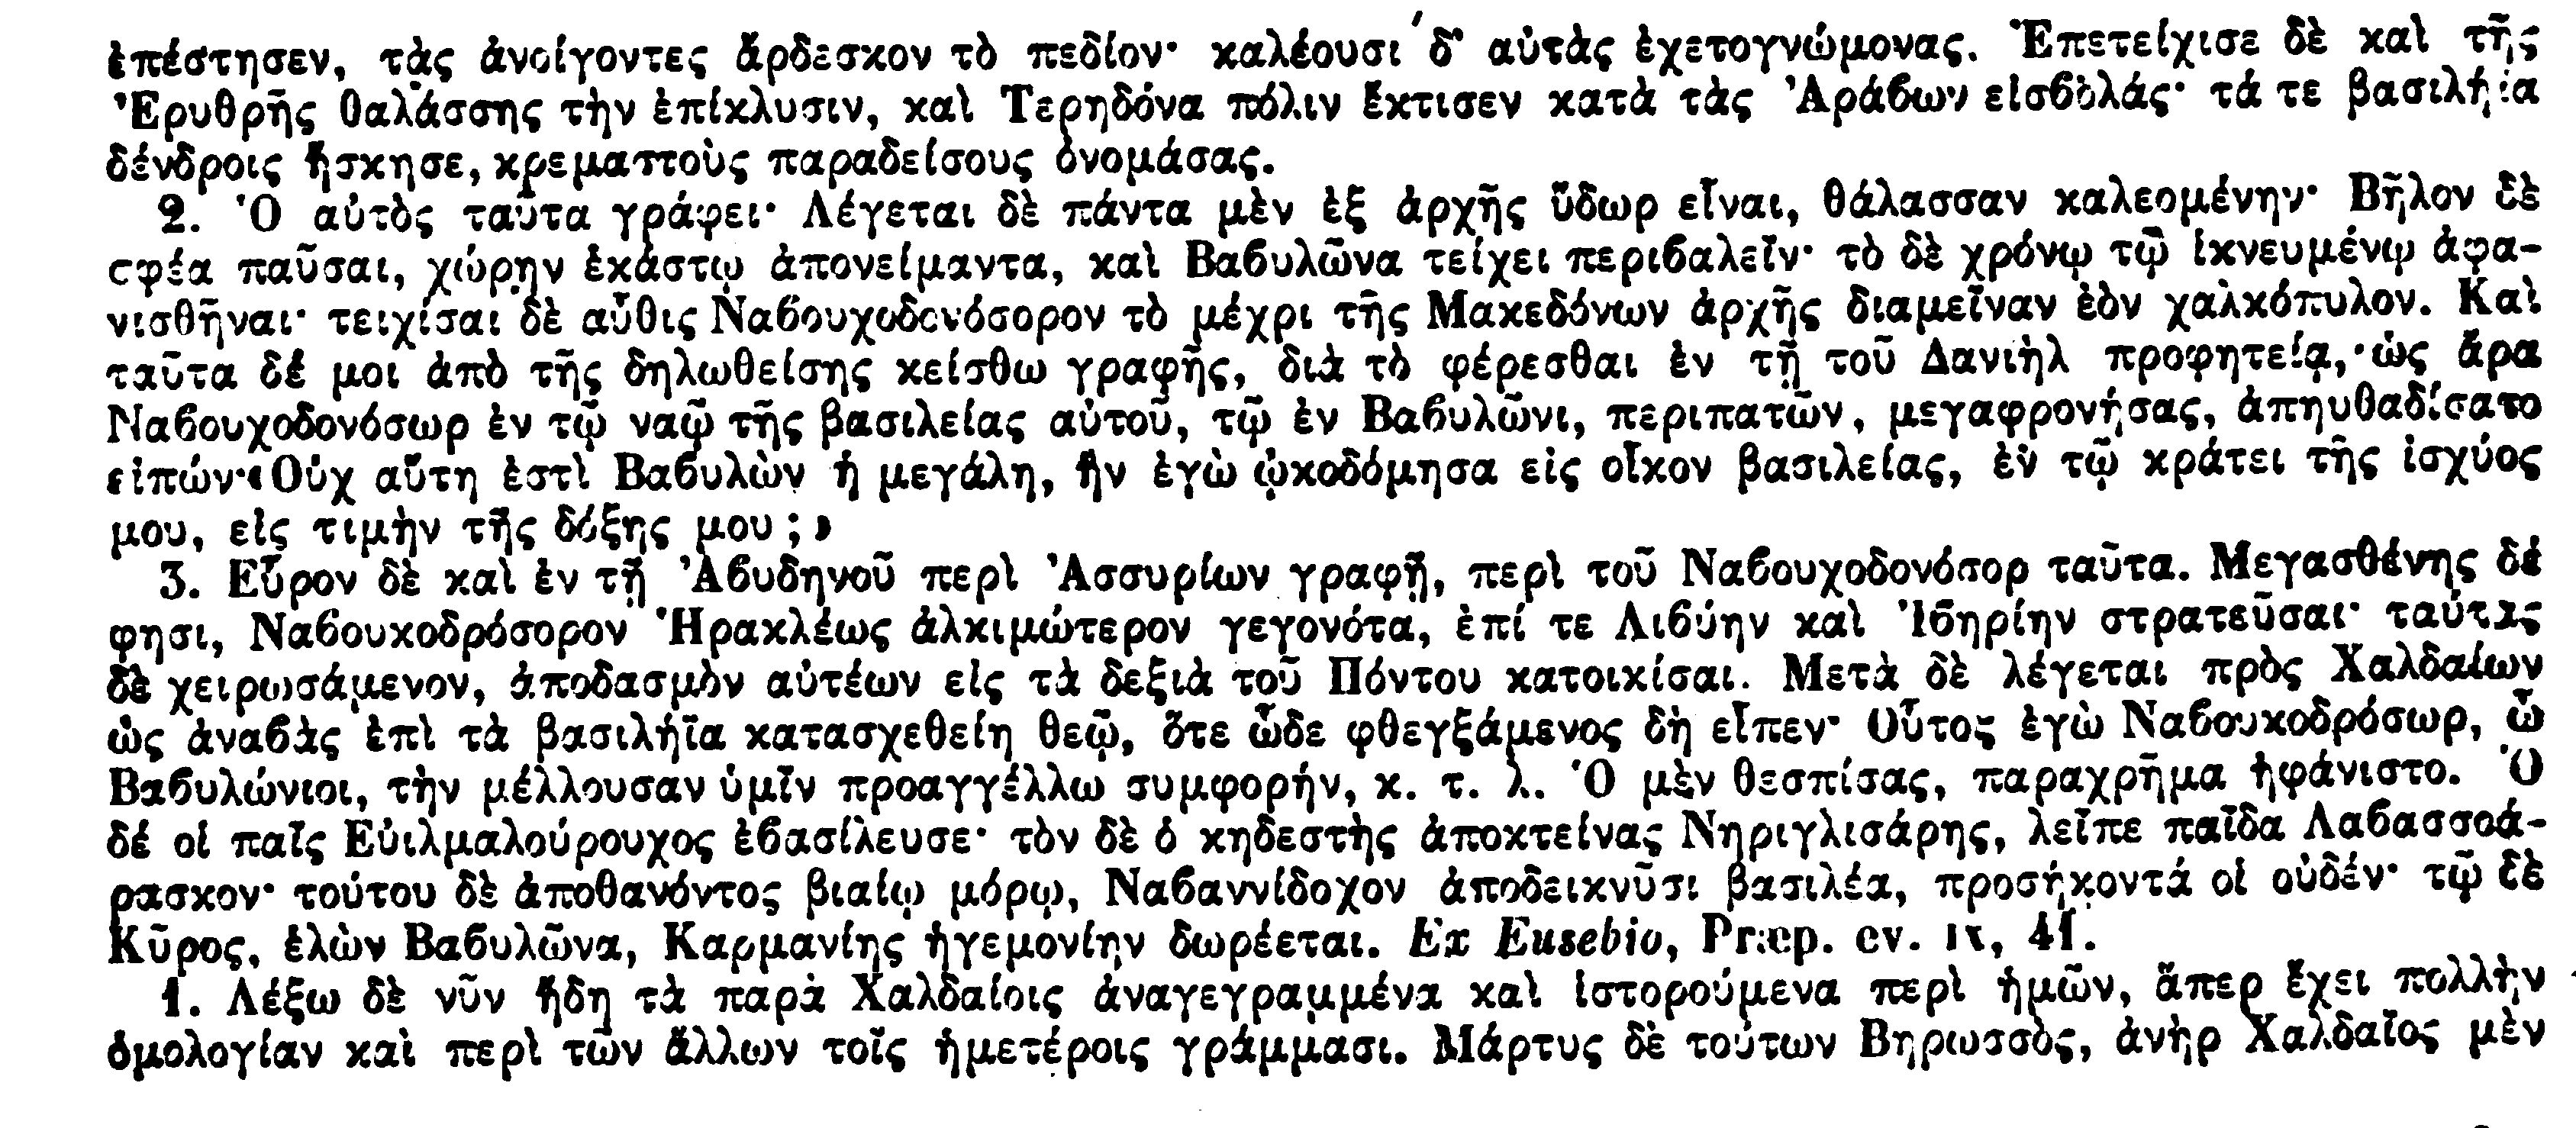 ἐπέστησεν, τὰς ἀνοίγοντες ἄρδεσκον τὸ πεδίον· καλέουσι δ' αὐτὰς ἐχετογνώμονας. Ἐπετείχισε δὲ καὶ τῆς
Ἐρυθρῆς θαλάσσης τὴν ἐπίκλυσιν, καὶ Τερηδόνα πόλιν ἔκτισεν κατὰ τὰς Ἀράβων εἰσβολάς· τά τε βασιλήϊα
δένδροις ἤσκησε, κρεμαστοὺς παραδείσους ὀνομάσας.
2. Ὁ αὐτὸς ταῦτα γράφει· Λέγεται δὲ πάντα μὲν ἐξ ἀρχῆς ὕδωρ εἶναι, θάλασσαν καλεομένην· Βῆλον δὲ
σφέα παῦσαι, χώρην ἑκάστῳ ἀπονείμαντα, καὶ Βαβυλῶνα τείχει περιβαλεῖν· τὸ δὲ χρόνῳ τῷ ἱκνευμένῳ ἀφα-
νισθῆναι· τειχίσαι δὲ αὖθις Ναβουχοδονόσορον τὸ μέχρι τῆς Μακεδόνων ἀρχῆς διαμεῖναν ἐὸν χαλκόπυλον. Καὶ
ταῦτα δέ μοι ἀπὸ τῆς δηλωθείσης κείσθω γραφῆς, διὰ τὸ φέρεσθαι ἐν τῇ τοῦ Δανιὴλ προφητείᾳ, ὡς ἄρα
Ναβουχοδονόσωρ ἐν τῷ ναῷ τῆς βασιλείας αὐτοῦ, τῷ ἐν Βαβυλῶνι, περιπατῶν, μεγαφρονήσας, ἀπηυθαδίσατο
εἰπών· «Οὐχ αὕτη ἐστὶ Βαβυλὼν ἡ μεγάλη, ἣν ἐγὼ ᾠκοδόμησα εἰς οἶκον βασιλείας, ἐν τῷ κράτει τῆς ἰσχύος
μου, εἰς τιμὴν τῆς δόξης μου ;»
3. Εὗρον δὲ καὶ ἐν τῇ Ἀβυδηνοῦ περὶ Ἀσσυρίων γραφῇ, περὶ τοῦ Ναβουχοδονόσορ ταῦτα. Μεγασθένης δέ
φησι, Ναβουκοδρόσορον Ἡρακλέως ἀλκιμώτερον γεγονότα, ἐπί τε Λιβύην καὶ Ἰβηρίην στρατεῦσαι· ταύτας
δὲ χειρωσάμενον, ἀποδασμὸν αὐτέων εἰς τὰ δεξιὰ τοῦ Πόντου κατοικίσαι. Μετὰ δὲ λέγεται πρὸς Χαλδαίων
ὡς ἀναβὰς ἐπὶ τὰ βασιλήϊα κατασχεθείη θεῷ, ὅτε ὧδε φθεγξάμενος δὴ εἶπεν· Οὗτος ἐγὼ Ναβουκοδρόσωρ, ὦ
Βαβυλώνιοι, τὴν μέλλουσαν ὑμῖν προαγγέλλω συμφορήν, κ. τ. λ. Ὁ μὲν θεσπίσας, παραχρῆμα ἠφάνιστο. Ὁ
δέ οἱ παῖς Εὐιλμαλούρουχος ἐβασίλευσε· τὸν δὲ ὁ κηδεστὴς ἀποκτείνας Νηριγλισάρης, λεῖπε παῖδα Λαβασσοά-
ρασκον· τούτου δὲ ἀποθανόντος βιαίῳ μόρῳ, Ναβαννίδοχον ἀποδεικνῦσι βασιλέα, προσήκοντά οἱ οὐδέν· τῷ δὲ
Κῦρος, ἑλὼν Βαβυλῶνα, Καρμανίης ἡγεμονίην δωρέεται. Ex Eusebio, Præp. ev. IX, 41.
1. Λέξω δὲ νῦν ἤδη τὰ παρὰ Χαλδαίοις ἀναγεγραμμένα καὶ ἱστορούμενα περὶ ἡμῶν, ἅπερ ἔχει πολλὴν
ὁμολογίαν καὶ περὶ τῶν ἄλλων τοῖς ἡμετέροις γράμμασι. Μάρτυς δὲ τούτων Βηρωσσὸς, ἀνὴρ Χαλδαῖος μὲν